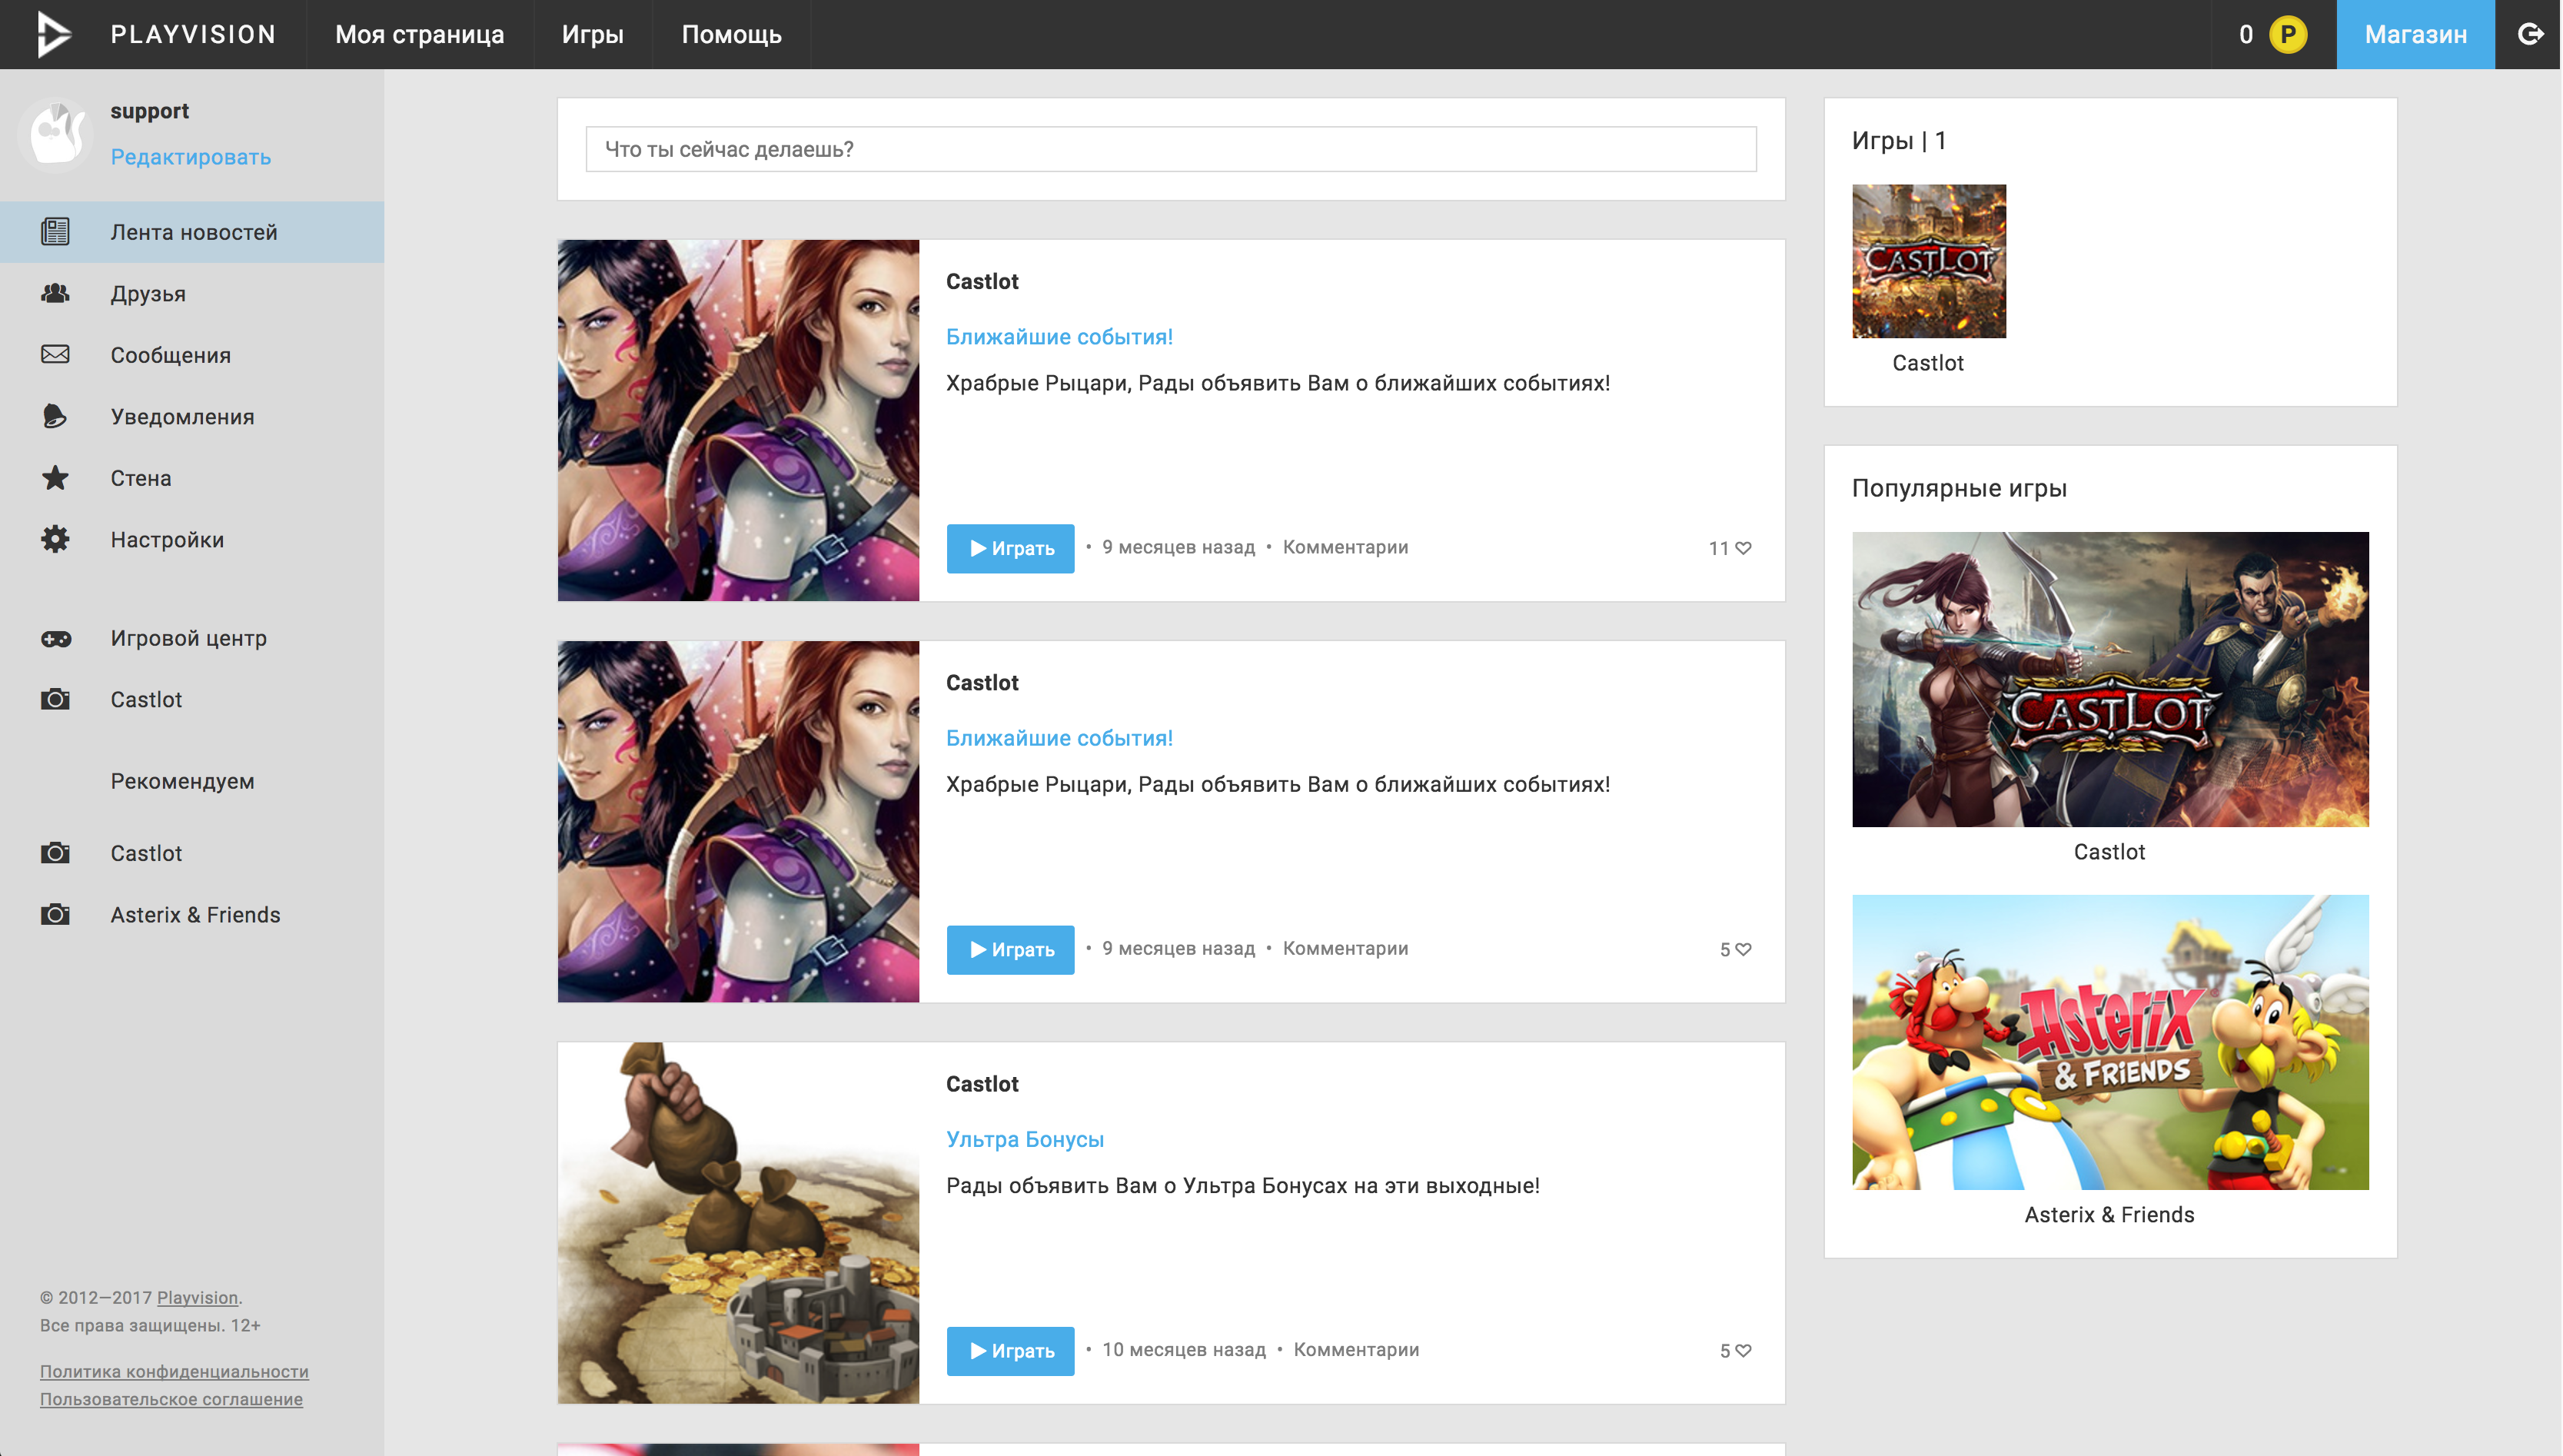 PLAYVISION
Моя страница
Игры
Помощь
0 P
Магазин
support
Редактировать
Лента новостей
Друзья
Сообщения
Уведомления
Стена
Настройки
Игровой центр
Castlot
Рекомендуем
Castlot
Asterix & Friends
© 2012—2017 Playvision.
Все права защищены. 12+
Политика конфиденциальности
Пользовательское соглашение
Что ты сейчас делаешь?
Castlot
Ближайшие события!
Храбрые Рыцари, Рады объявить Вам о ближайших событиях!
Играть • 9 месяцев назад • Комментарии 11
Castlot
Ближайшие события!
Храбрые Рыцари, Рады объявить Вам о ближайших событиях!
Играть • 9 месяцев назад • Комментарии 5
Castlot
Ультра Бонусы
Рады объявить Вам о Ультра Бонусах на эти выходные!
Играть • 10 месяцев назад • Комментарии 5
Игры | 1
CASTLOT
Castlot
Популярные игры
CASTLOT
Castlot
Asterix
& FRIENDS
Asterix & Friends